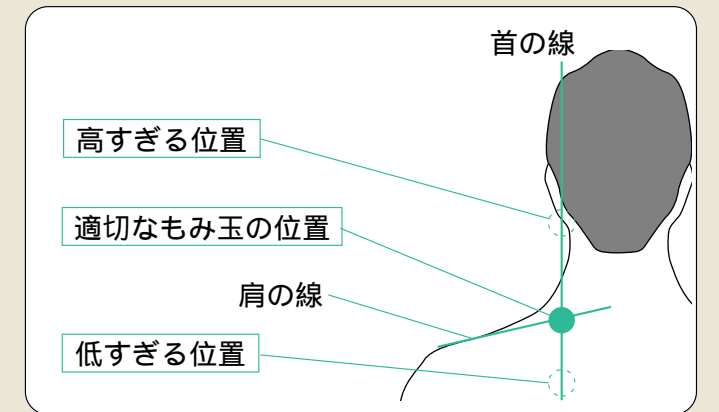 首の線
高すぎる位置
適切なもみ玉の位置
肩の線
低すぎる位置